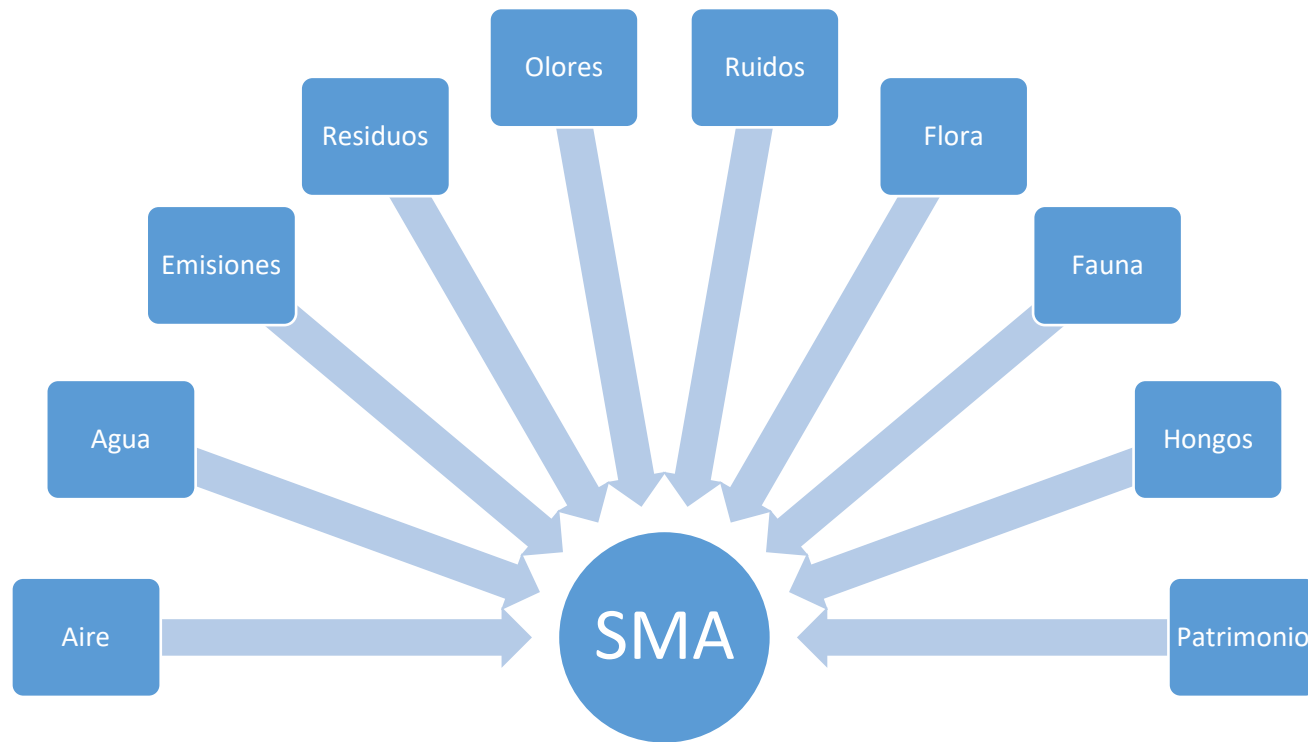 Olores
Ruidos
Residuos
Flora
Emisiones
Fauna
Agua
Hongos
Aire
SMA
Patrimonio